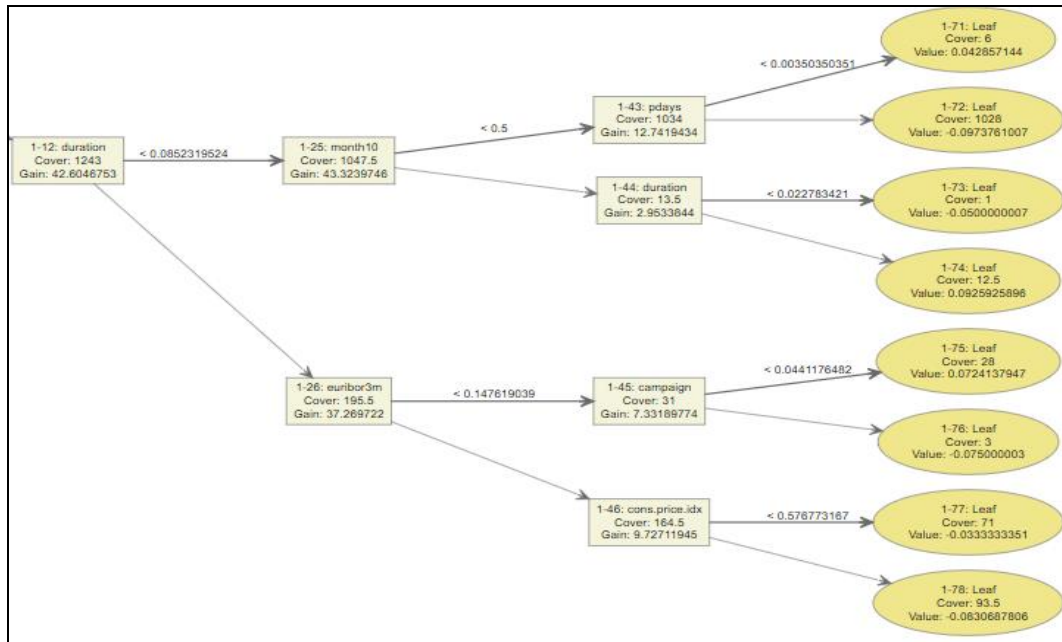 1-71: Leaf
Cover: 6
Value: 0.042857144
< 0.00350350351
1-43: pdays
Cover: 1034
Gain: 12.7419434
1-72: Leaf
Cover: 1028
Value: -0.0973761007
< 0.5
1-12: duration
Cover: 1243
Gain: 42.6046753
< 0.0852319524
1-25: month10
Cover: 1047.5
Gain: 43.3239746
1-44: duration
Cover: 13.5
Gain: 2.9533844
< 0.022783421
1-73: Leaf
Cover: 1
Value: -0.0500000007
1-74: Leaf
Cover: 12.5
Value: 0.0925925896
1-75: Leaf
Cover: 28
Value: 0.0724137947
< 0.0441176482
1-26: euribor3m
Cover: 195.5
Gain: 37.269722
< 0.147619039
1-45: campaign
Cover: 31
Gain: 7.33189774
1-76: Leaf
Cover: 3
Value: -0.075000003
1-46: cons.price.idx
Cover: 164.5
Gain: 9.72711945
< 0.576773167
1-77: Leaf
Cover: 71
Value: -0.0333333351
1-78: Leaf
Cover: 93.5
Value: -0.0830687806